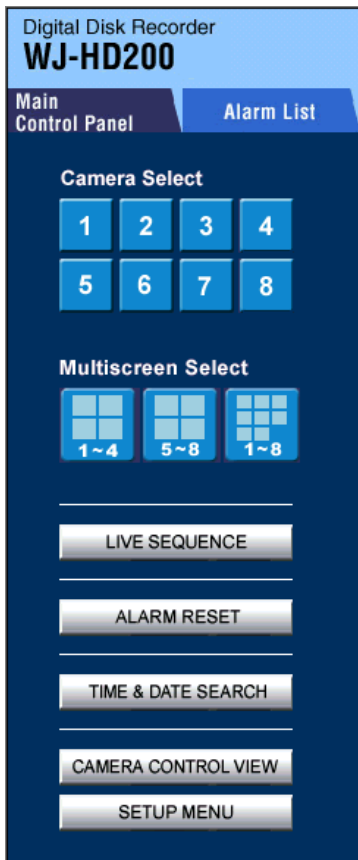 Digital Disk Recorder
WJ-HD200
Main
Control Panel
Alarm List
Camera Select
1 2 3 4
5 6 7 8
Multiscreen Select
1~4 5~8 1~8
LIVE SEQUENCE
ALARM RESET
TIME & DATE SEARCH
CAMERA CONTROL VIEW
SETUP MENU